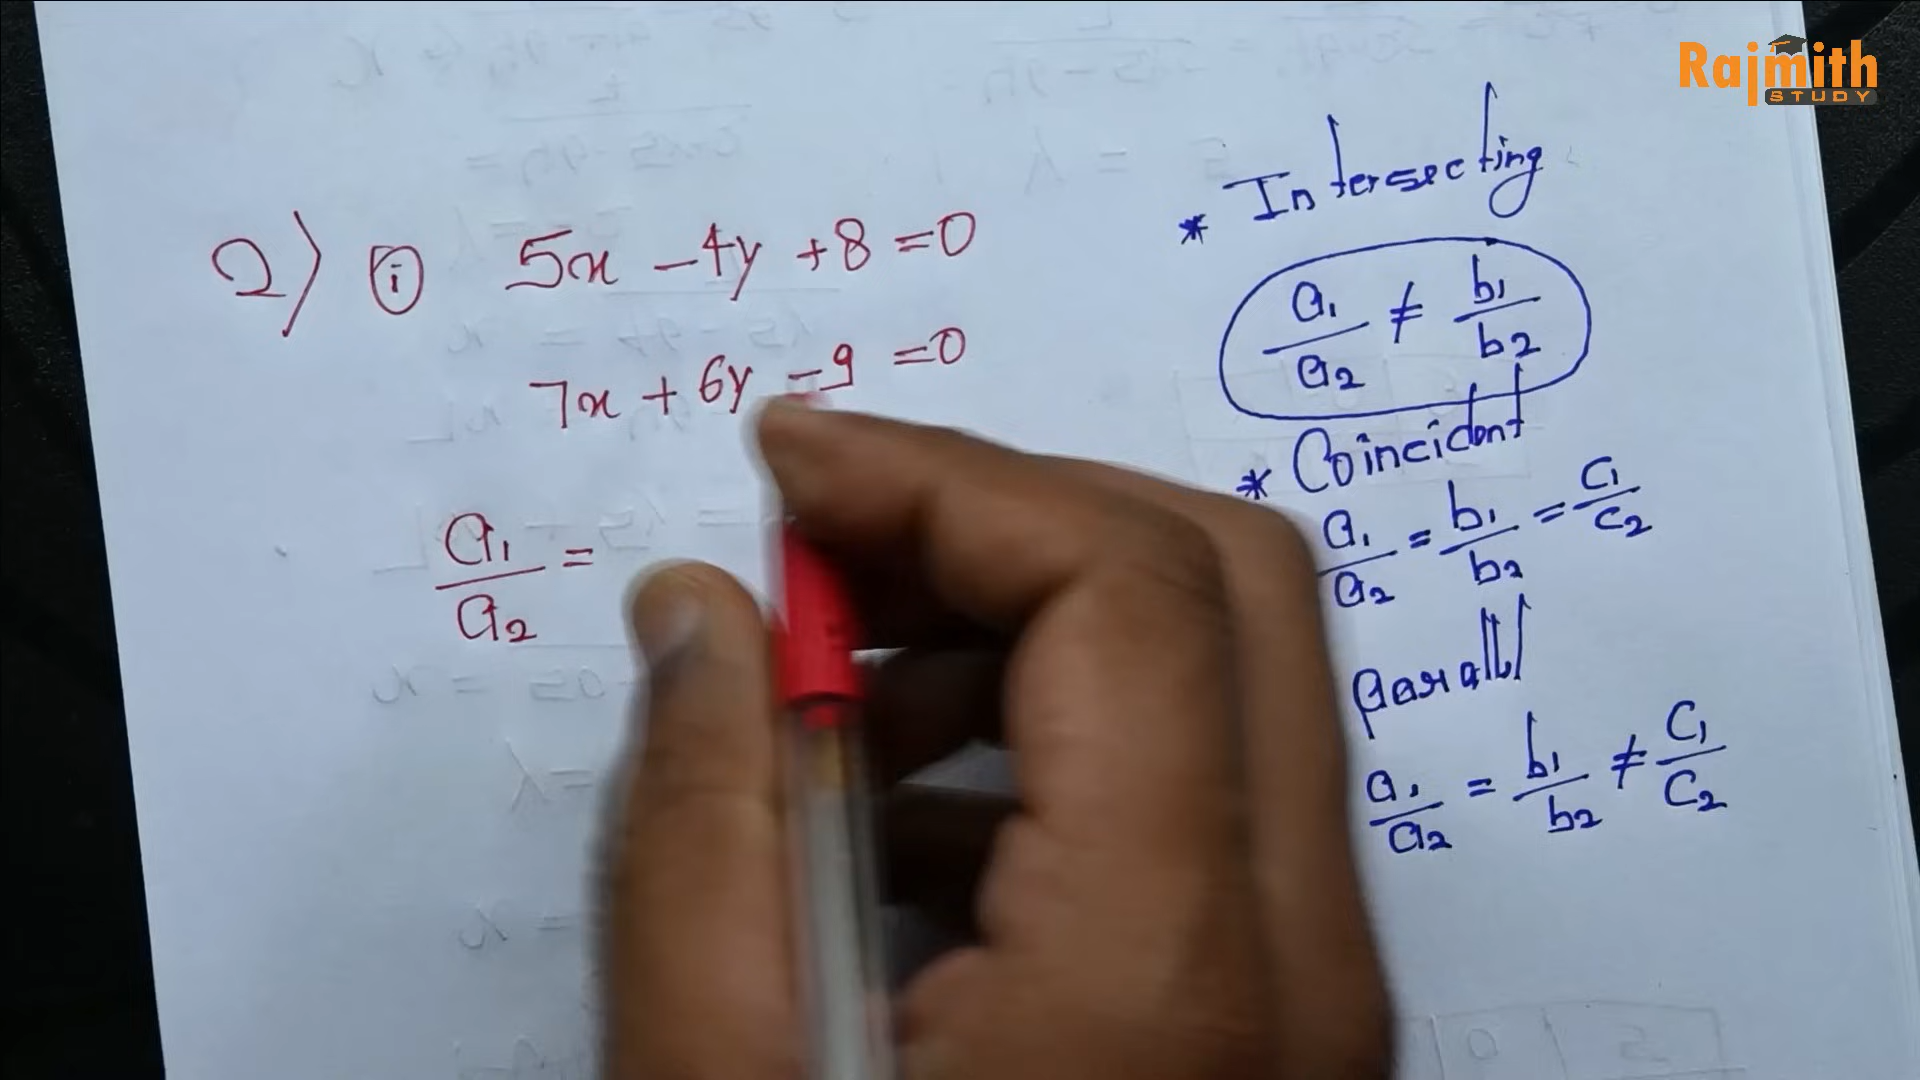 Rajmith
STUDY
2) (i) 5x - 4y + 8 = 0
7x + 6y - 9 = 0
a₁/a₂ =
* Intersecting
a₁/a₂ ≠ b₁/b₂
* Coincident
a₁/a₂ = b₁/b₂ = c₁/c₂
parallel
a₁/a₂ = b₁/b₂ ≠ C₁/C₂